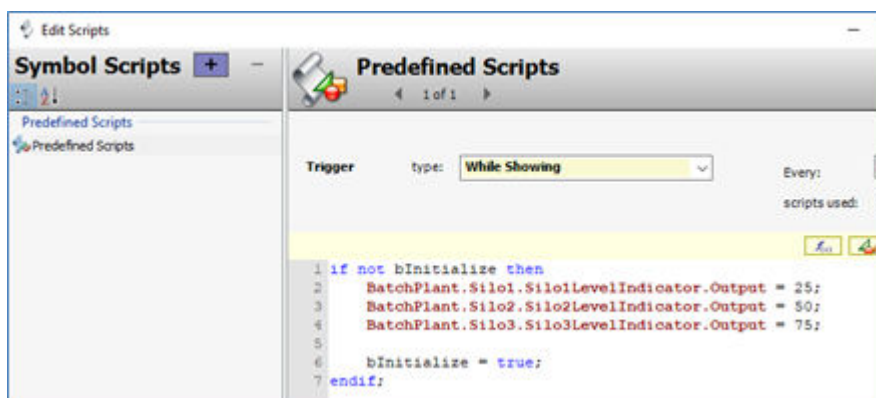 Edit Scripts
Symbol Scripts + -
Predefined Scripts
Predefined Scripts
Predefined Scripts
1 of 1
Trigger type: While Showing Every:
scripts used:
1 if not bInitialize then
2 BatchPlant.Silo1.Silo1LevelIndicator.Output = 25;
3 BatchPlant.Silo2.Silo2LevelIndicator.Output = 50;
4 BatchPlant.Silo3.Silo3LevelIndicator.Output = 75;
5
6 bInitialize = true;
7 endif;